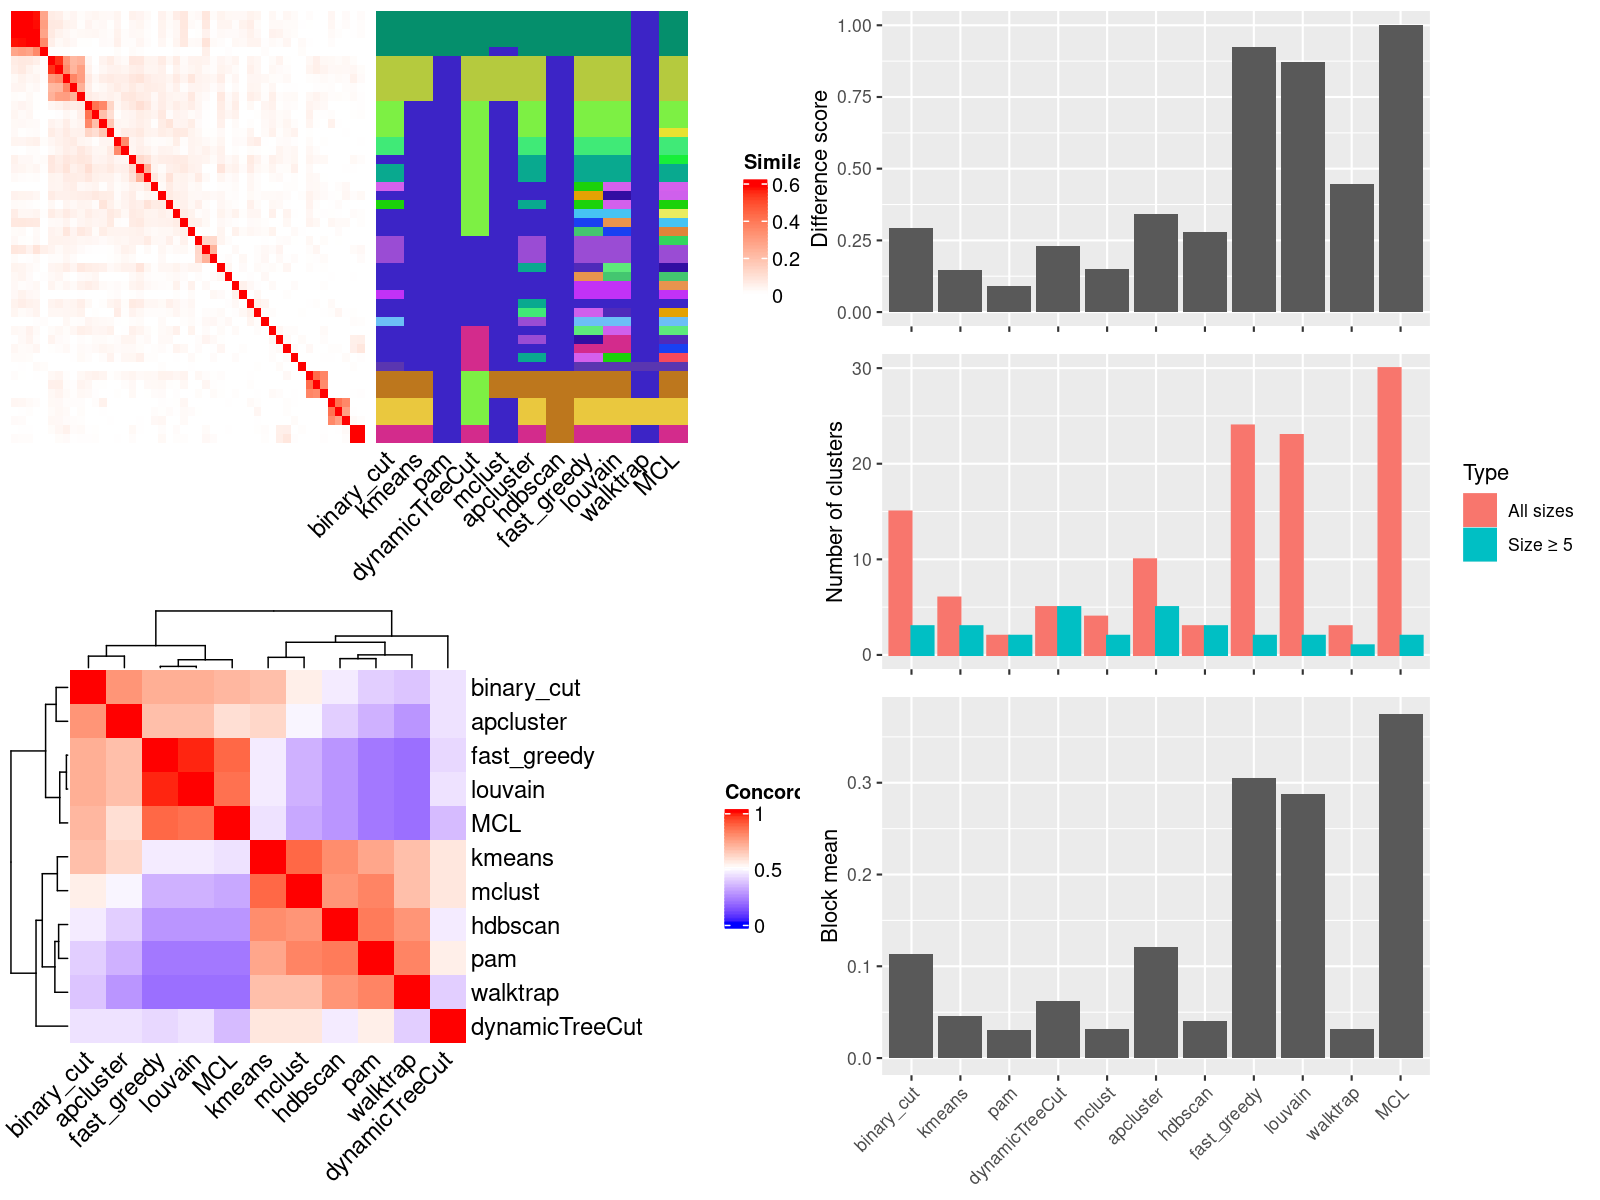 Simila
0.6
0.4
0.2
0
binary_cut
kmeans
pam
dynamicTreeCut
mclust
apcluster
hdbscan
fast_greedy
louvain
walktrap
MCL
binary_cut
apcluster
fast_greedy
louvain
MCL
kmeans
mclust
hdbscan
pam
walktrap
dynamicTreeCut
binary_cut
apcluster
fast_greedy
louvain
MCL
kmeans
mclust
hdbscan
pam
walktrap
dynamicTreeCut
Concord
1
0.5
0
Difference score
1.00
0.75
0.50
0.25
0.00
Number of clusters
30
20
10
0
Type
All sizes
Size ≥ 5
Block mean
0.3
0.2
0.1
0.0
binary_cut
kmeans
pam
dynamicTreeCut
mclust
apcluster
hdbscan
fast_greedy
louvain
walktrap
MCL